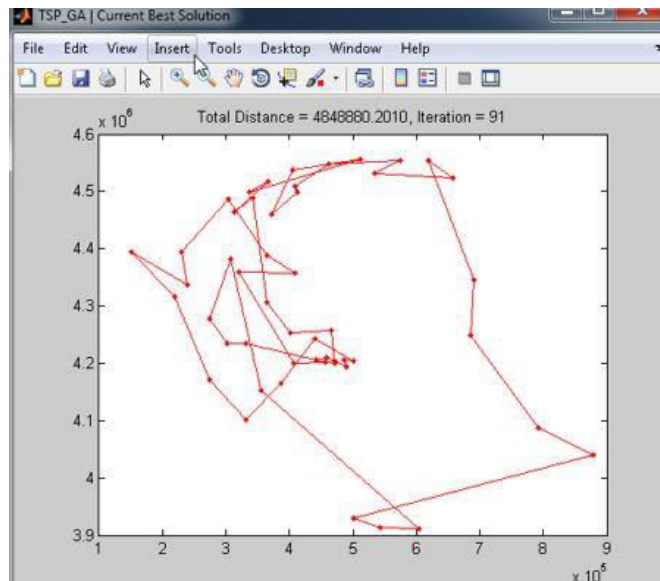 TSP_GA | Current Best Solution
File Edit View Insert Tools Desktop Window Help
x 10^6
Total Distance = 4848880.2010, Iteration = 91
4.6
4.5
4.4
4.3
4.2
4.1
4
3.9
1 2 3 4 5 6 7 8 9
x 10^5